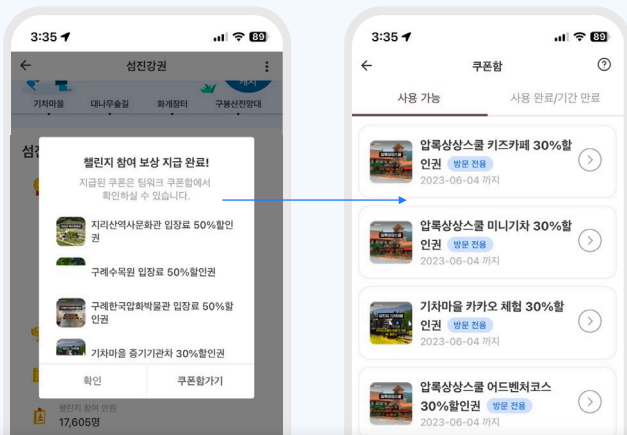 3:35
89
섬진강권
캐시
기차마을
대나무숲길
화개장터
구봉산전망대
섬진
챌린지 참여 보상 지급 완료!
지급된 쿠폰은 팀워크 쿠폰함에서
확인하실 수 있습니다.
지리산역사문화관 입장료 50%할인
권
구례수목원 입장료 50%할인권
구례한국압화박물관 입장료 50%할
인권
기차마을 증기기관차 30%할인권
확인
쿠폰함가기
챌린지 참여 인원
17,605명
3:35
89
쿠폰함
사용 가능
사용 완료/기간 만료
압록상상스쿨 키즈카페 30%할
인권 방문 전용
2023-06-04 까지
압록상상스쿨 미니기차 30%할
인권 방문 전용
2023-06-04 까지
기차마을 카카오 체험 30%할
인권 방문 전용
2023-06-04 까지
압록상상스쿨 어드벤처코스
30%할인권 방문 전용
2023-06-04 까지